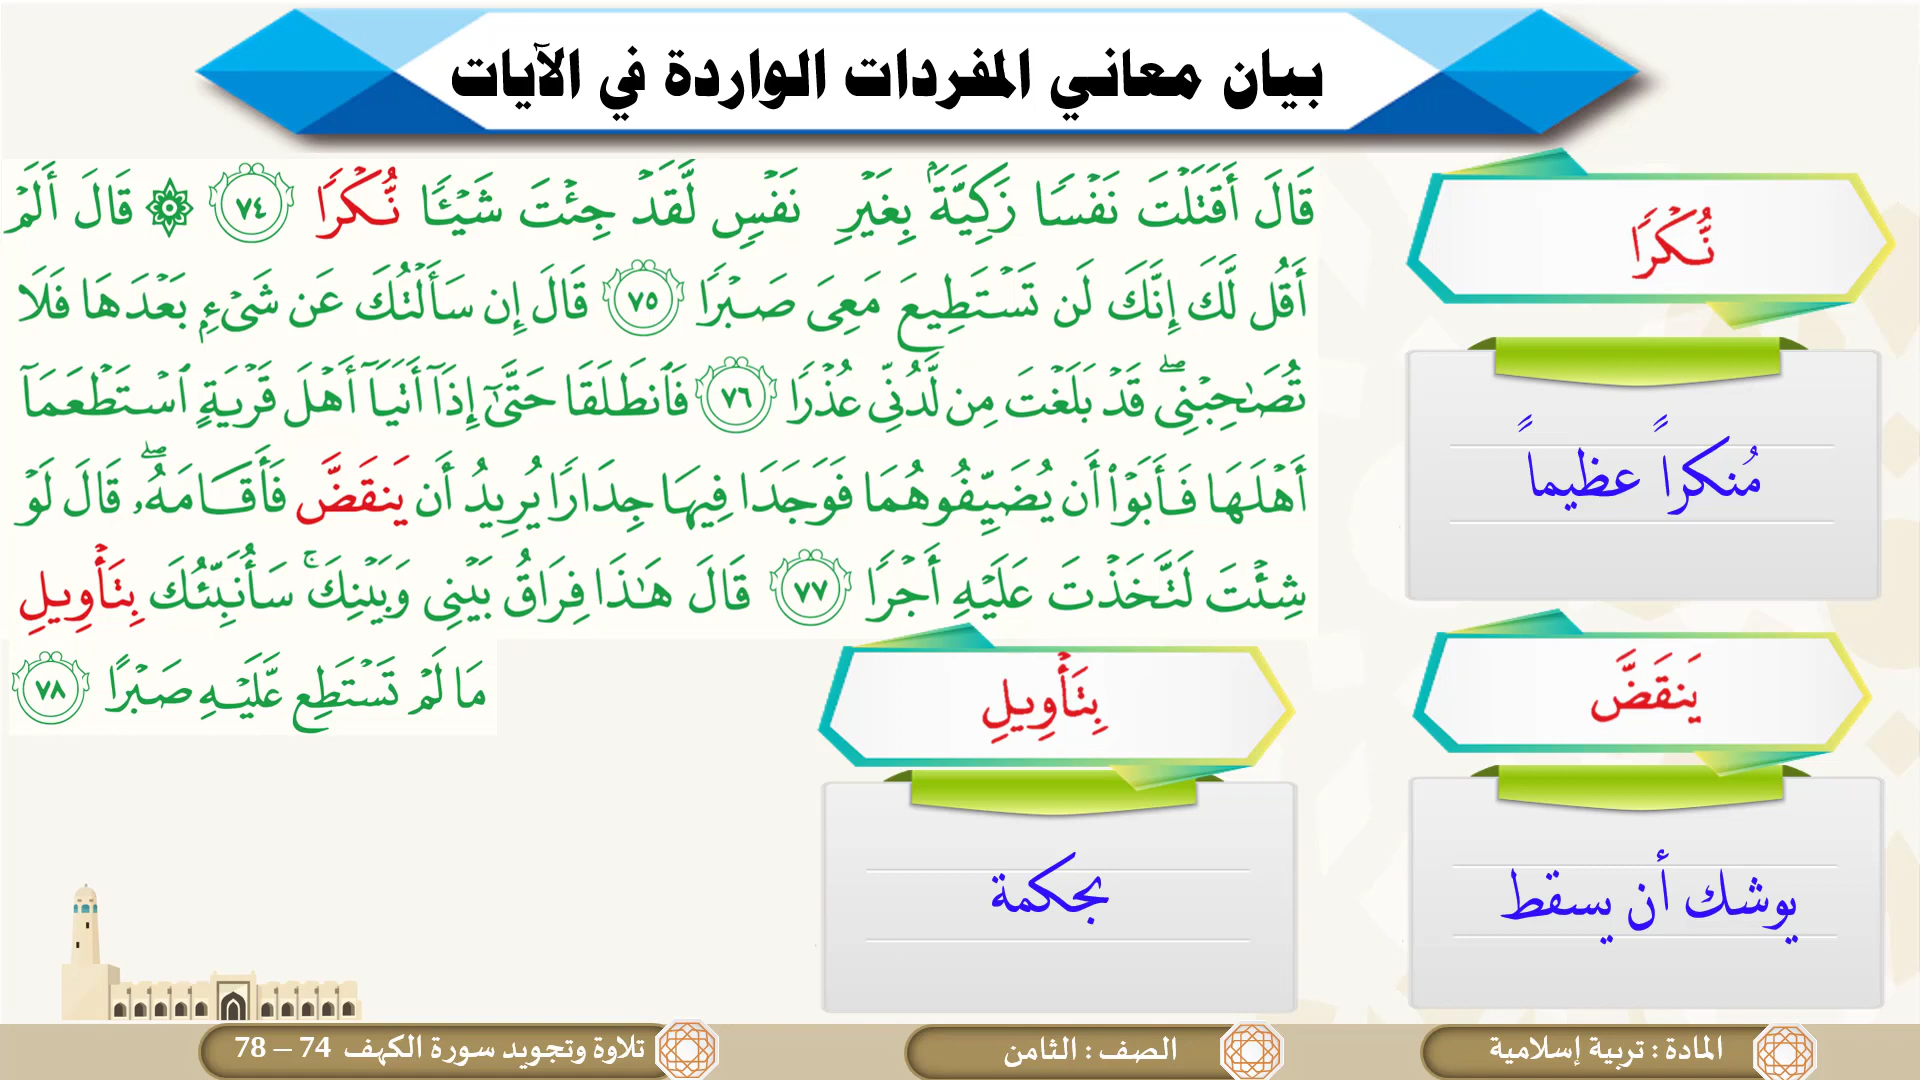 بيان معاني المفردات الواردة في الآيات
قَالَ أَقَتَلۡتَ نَفۡسٗا زَكِيَّةَۢ بِغَيۡرِ نَفۡسٖ لَّقَدۡ جِئۡتَ شَيۡـٔٗا نُّكۡرٗا ٧٤ ۞ قَالَ أَلَمۡ
أَقُل لَّكَ إِنَّكَ لَن تَسۡتَطِيعَ مَعِيَ صَبۡرٗا ٧٥ قَالَ إِن سَأَلۡتُكَ عَن شَيۡءِۭ بَعۡدَهَا فَلَا
تُصَٰحِبۡنِيۖ قَدۡ بَلَغۡتَ مِن لَّدُنِّي عُذۡرٗا ٧٦ فَٱنطَلَقَا حَتَّىٰٓ إِذَآ أَتَيَآ أَهۡلَ قَرۡيَةٍ ٱسۡتَطۡعَمَآ
أَهۡلَهَا فَأَبَوۡاْ أَن يُضَيِّفُوهُمَا فَوَجَدَا فِيهَا جِدَارٗا يُرِيدُ أَن يَنقَضَّ فَأَقَامَهُۥۖ قَالَ لَوۡ
شِئۡتَ لَتَّخَذۡتَ عَلَيۡهِ أَجۡرٗا ٧٧ قَالَ هَٰذَا فِرَاقُ بَيۡنِي وَبَيۡنِكَۚ سَأُنَبِّئُكَ بِتَأۡوِيلِ
مَا لَمۡ تَسۡتَطِع عَّلَيۡهِ صَبۡرًا ٧٨
نُّكۡرٗا
مُنكراً عظيماً
يَنقَضَّ
يوشك أن يسقط
بِتَأۡوِيلِ
بحكمة
المادة : تربية إسلامية
الصف : الثامن
تلاوة وتجويد سورة الكهف 74 – 78